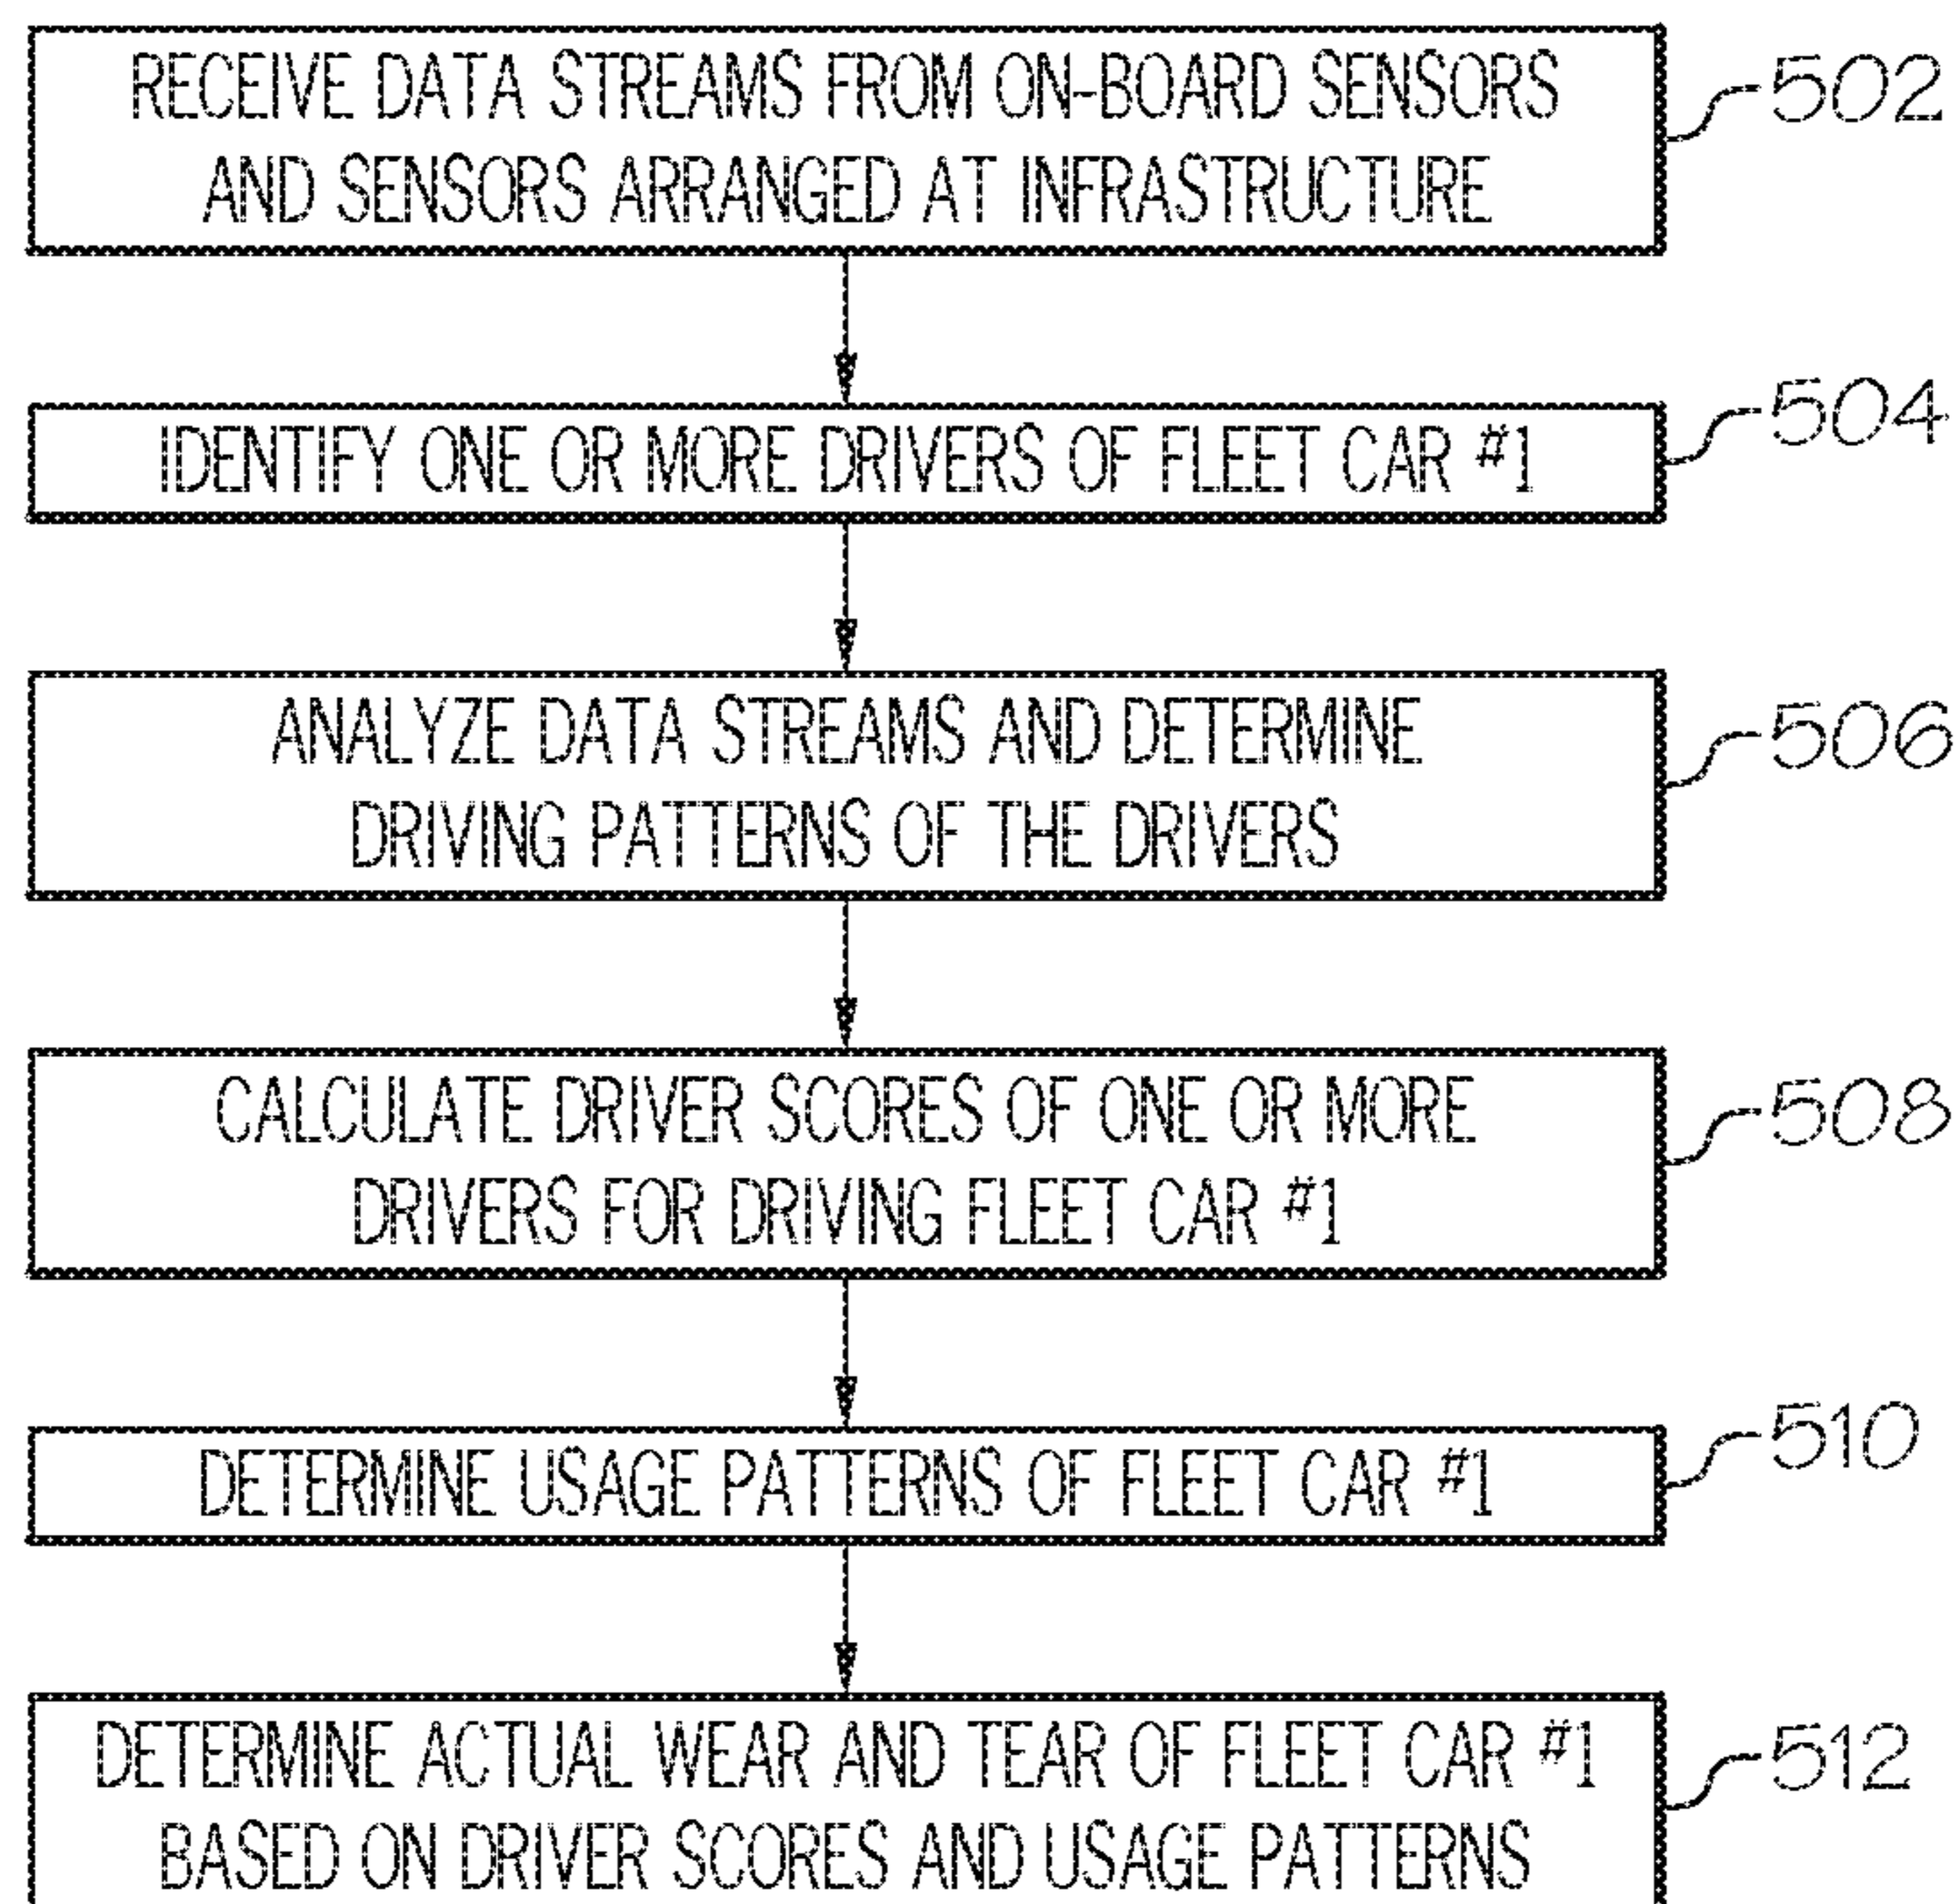 RECEIVE DATA STREAMS FROM ON-BOARD SENSORS
AND SENSORS ARRANGED AT INFRASTRUCTURE
502
IDENTIFY ONE OR MORE DRIVERS OF FLEET CAR #1
504
ANALYZE DATA STREAMS AND DETERMINE
DRIVING PATTERNS OF THE DRIVERS
506
CALCULATE DRIVER SCORES OF ONE OR MORE
DRIVERS FOR DRIVING FLEET CAR #1
508
DETERMINE USAGE PATTERNS OF FLEET CAR #1
510
DETERMINE ACTUAL WEAR AND TEAR OF FLEET CAR #1
BASED ON DRIVER SCORES AND USAGE PATTERNS
512